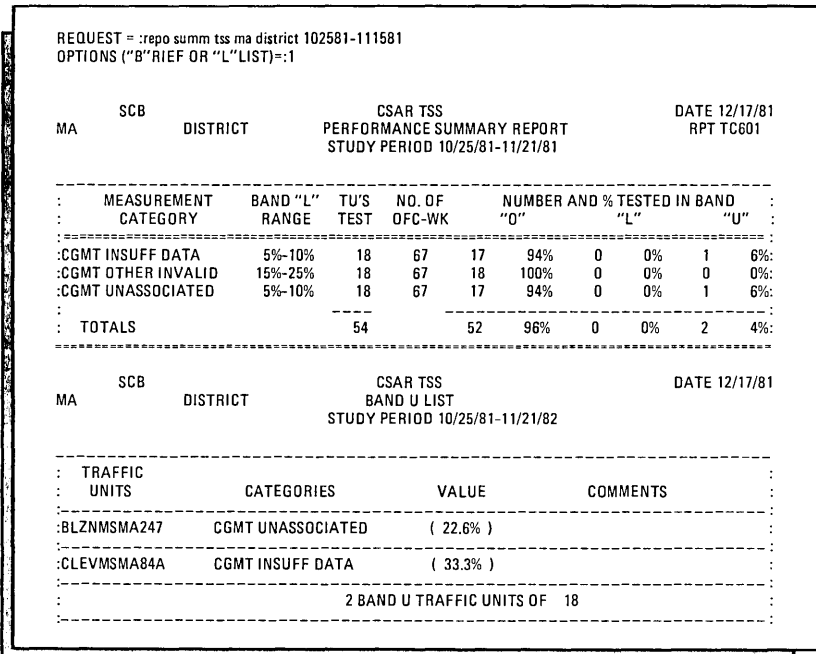 REQUEST = :repo summ tss ma district 102581-111581
OPTIONS ("B"RIEF OR "L"LIST)=:1
SCB CSAR TSS DATE 12/17/81
MA DISTRICT PERFORMANCE SUMMARY REPORT RPT TC601
STUDY PERIOD 10/25/81-11/21/81
: MEASUREMENT BAND "L" TU'S NO. OF NUMBER AND % TESTED IN BAND :
: CATEGORY RANGE TEST OFC-WK "O" "L" "U" :
:CGMT INSUFF DATA 5%-10% 18 67 17 94% 0 0% 1 6%:
:CGMT OTHER INVALID 15%-25% 18 67 18 100% 0 0% 0 0%:
:CGMT UNASSOCIATED 5%-10% 18 67 17 94% 0 0% 1 6%:
: TOTALS 54 52 96% 0 0% 2 4%:
SCB CSAR TSS DATE 12/17/81
MA DISTRICT BAND U LIST
STUDY PERIOD 10/25/81-11/21/82
: TRAFFIC :
: UNITS CATEGORIES VALUE COMMENTS :
:BLZNMSMA247 CGMT UNASSOCIATED ( 22.6% ) :
:CLEVMSMA84A CGMT INSUFF DATA ( 33.3% ) :
: 2 BAND U TRAFFIC UNITS OF 18 :